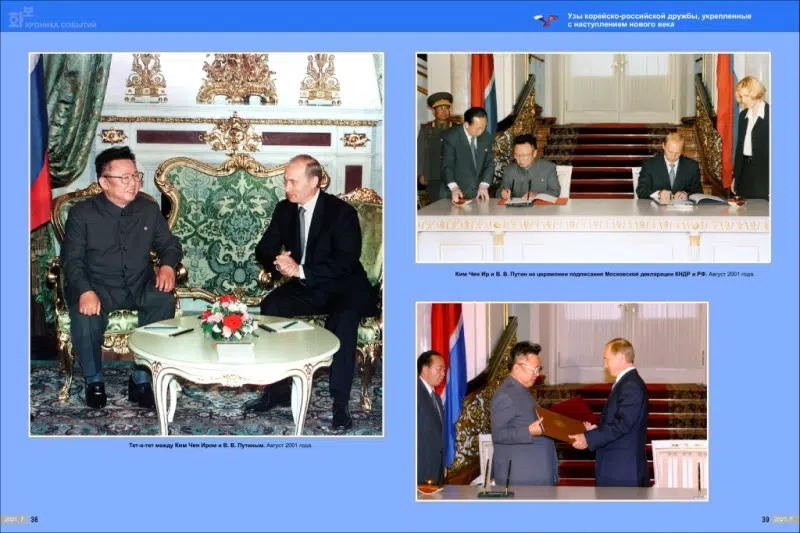 화보
ХРОНИКА СОБЫТИЙ
Узы корейско-российской дружбы, укрепленные
с наступлением нового века
Тет-а-тет между Ким Чен Иром и В. В. Путиным. Август 2001 года.
Ким Чен Ир и В. В. Путин на церемонии подписания Московской декларации КНДР и РФ. Август 2001 года.
2021. 7 38
39 2021. 7